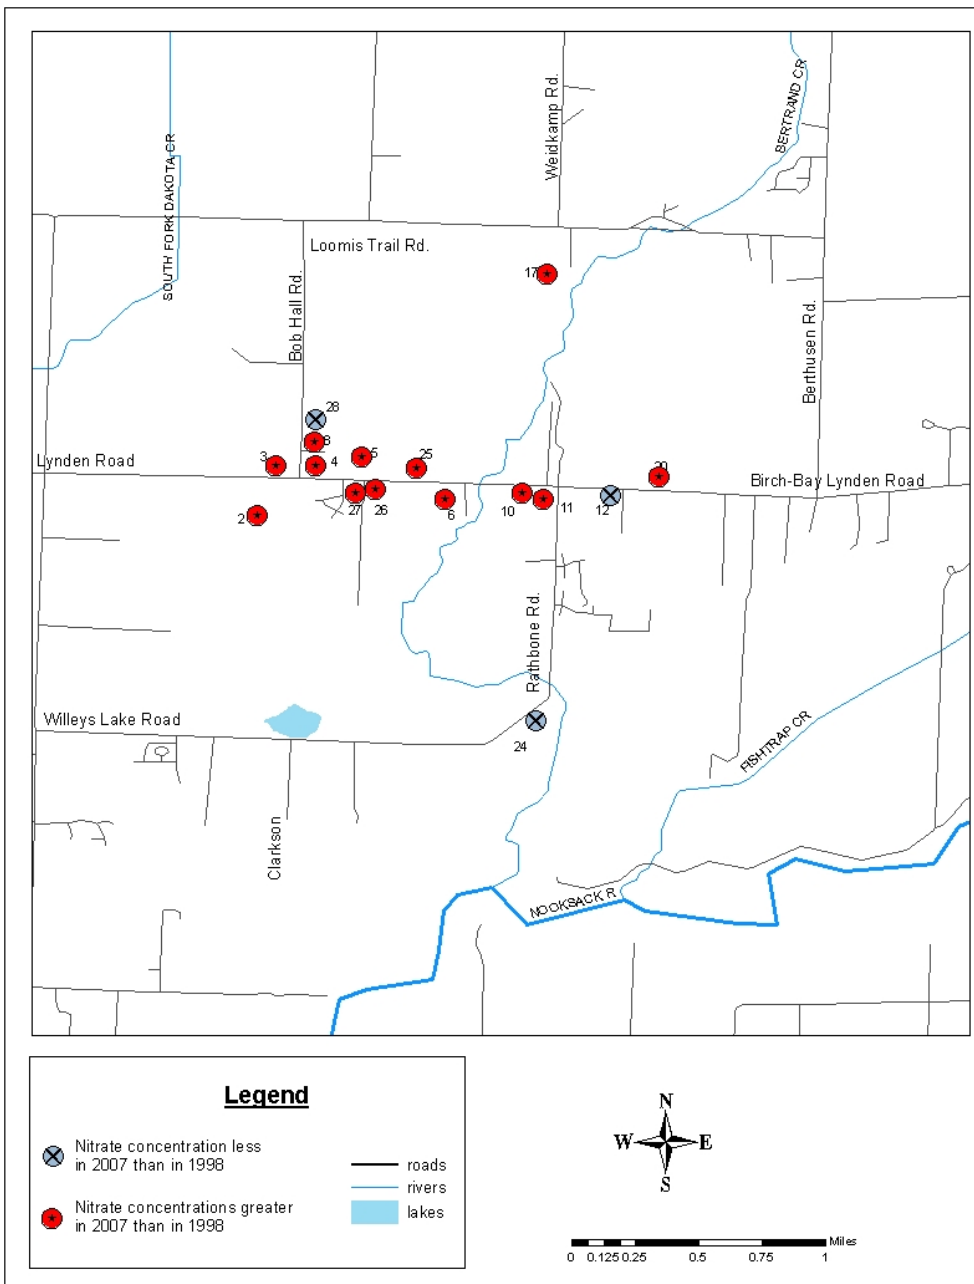 SOUTH FORK DAKOTA CR
Weidkamp Rd.
BERTRAND CR
Loomis Trail Rd.
Bob Hall Rd.
17
Berthusen Rd.
28
8
3
4
5
25
Lynden Road
20
Birch-Bay Lynden Road
2
27
26
6
10
11
12
Rathbone Rd.
Willeys Lake Road
24
FISHTRAP CR
Clarkson
NOOKSACK R
Legend
Nitrate concentration less
in 2007 than in 1998
Nitrate concentrations greater
in 2007 than in 1998
roads
rivers
lakes
N
W E
S
Miles
0 0.125 0.25 0.5 0.75 1